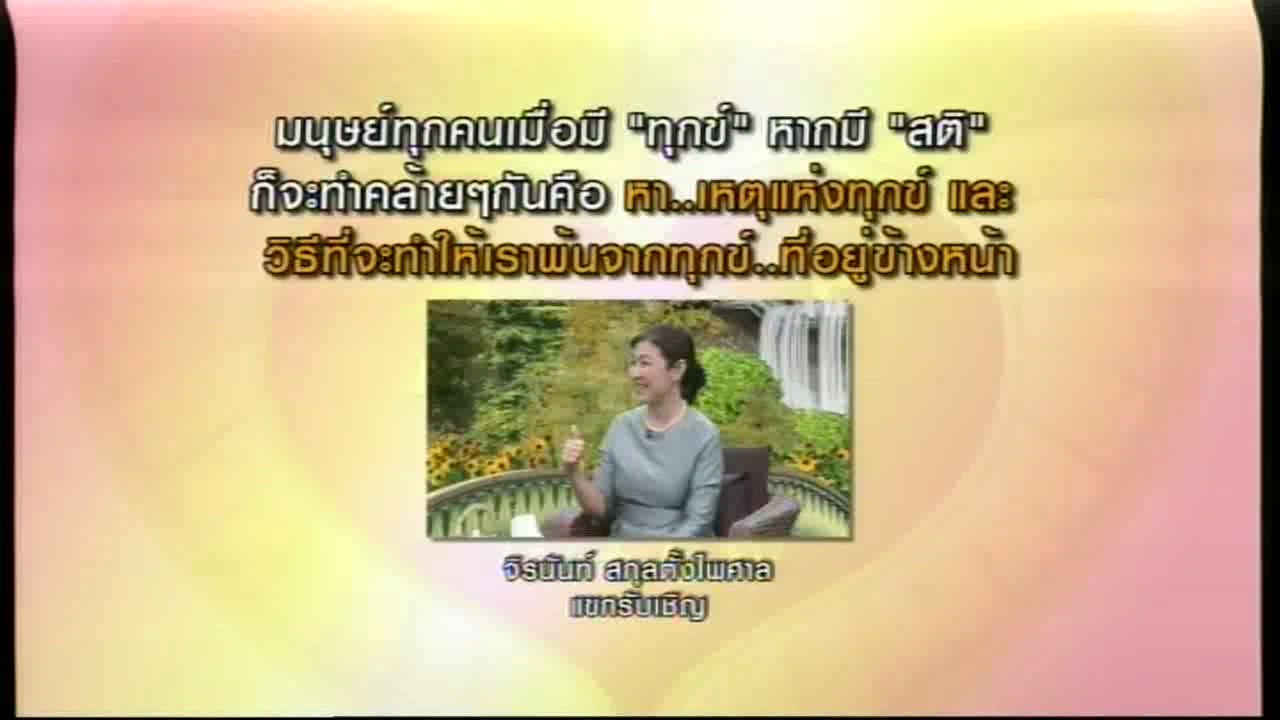 มนุษย์ทุกคนเมื่อมี "ทุกข์" หากมี "สติ"
ก็จะทำคล้ายๆกันคือ หา..เหตุแห่งทุกข์ และ
วิธีที่จะทำให้เราพ้นจากทุกข์..ที่อยู่ข้างหน้า
จิรนันท์ สกุลตั้งไพศาล
แขกรับเชิญ